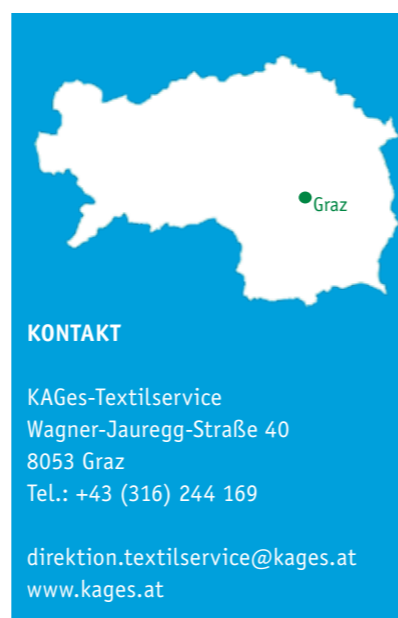 Graz
KONTAKT
KAGes-Textilservice
Wagner-Jauregg-Straße 40
8053 Graz
Tel.: +43 (316) 244 169
direktion.textilservice@kages.at
www.kages.at